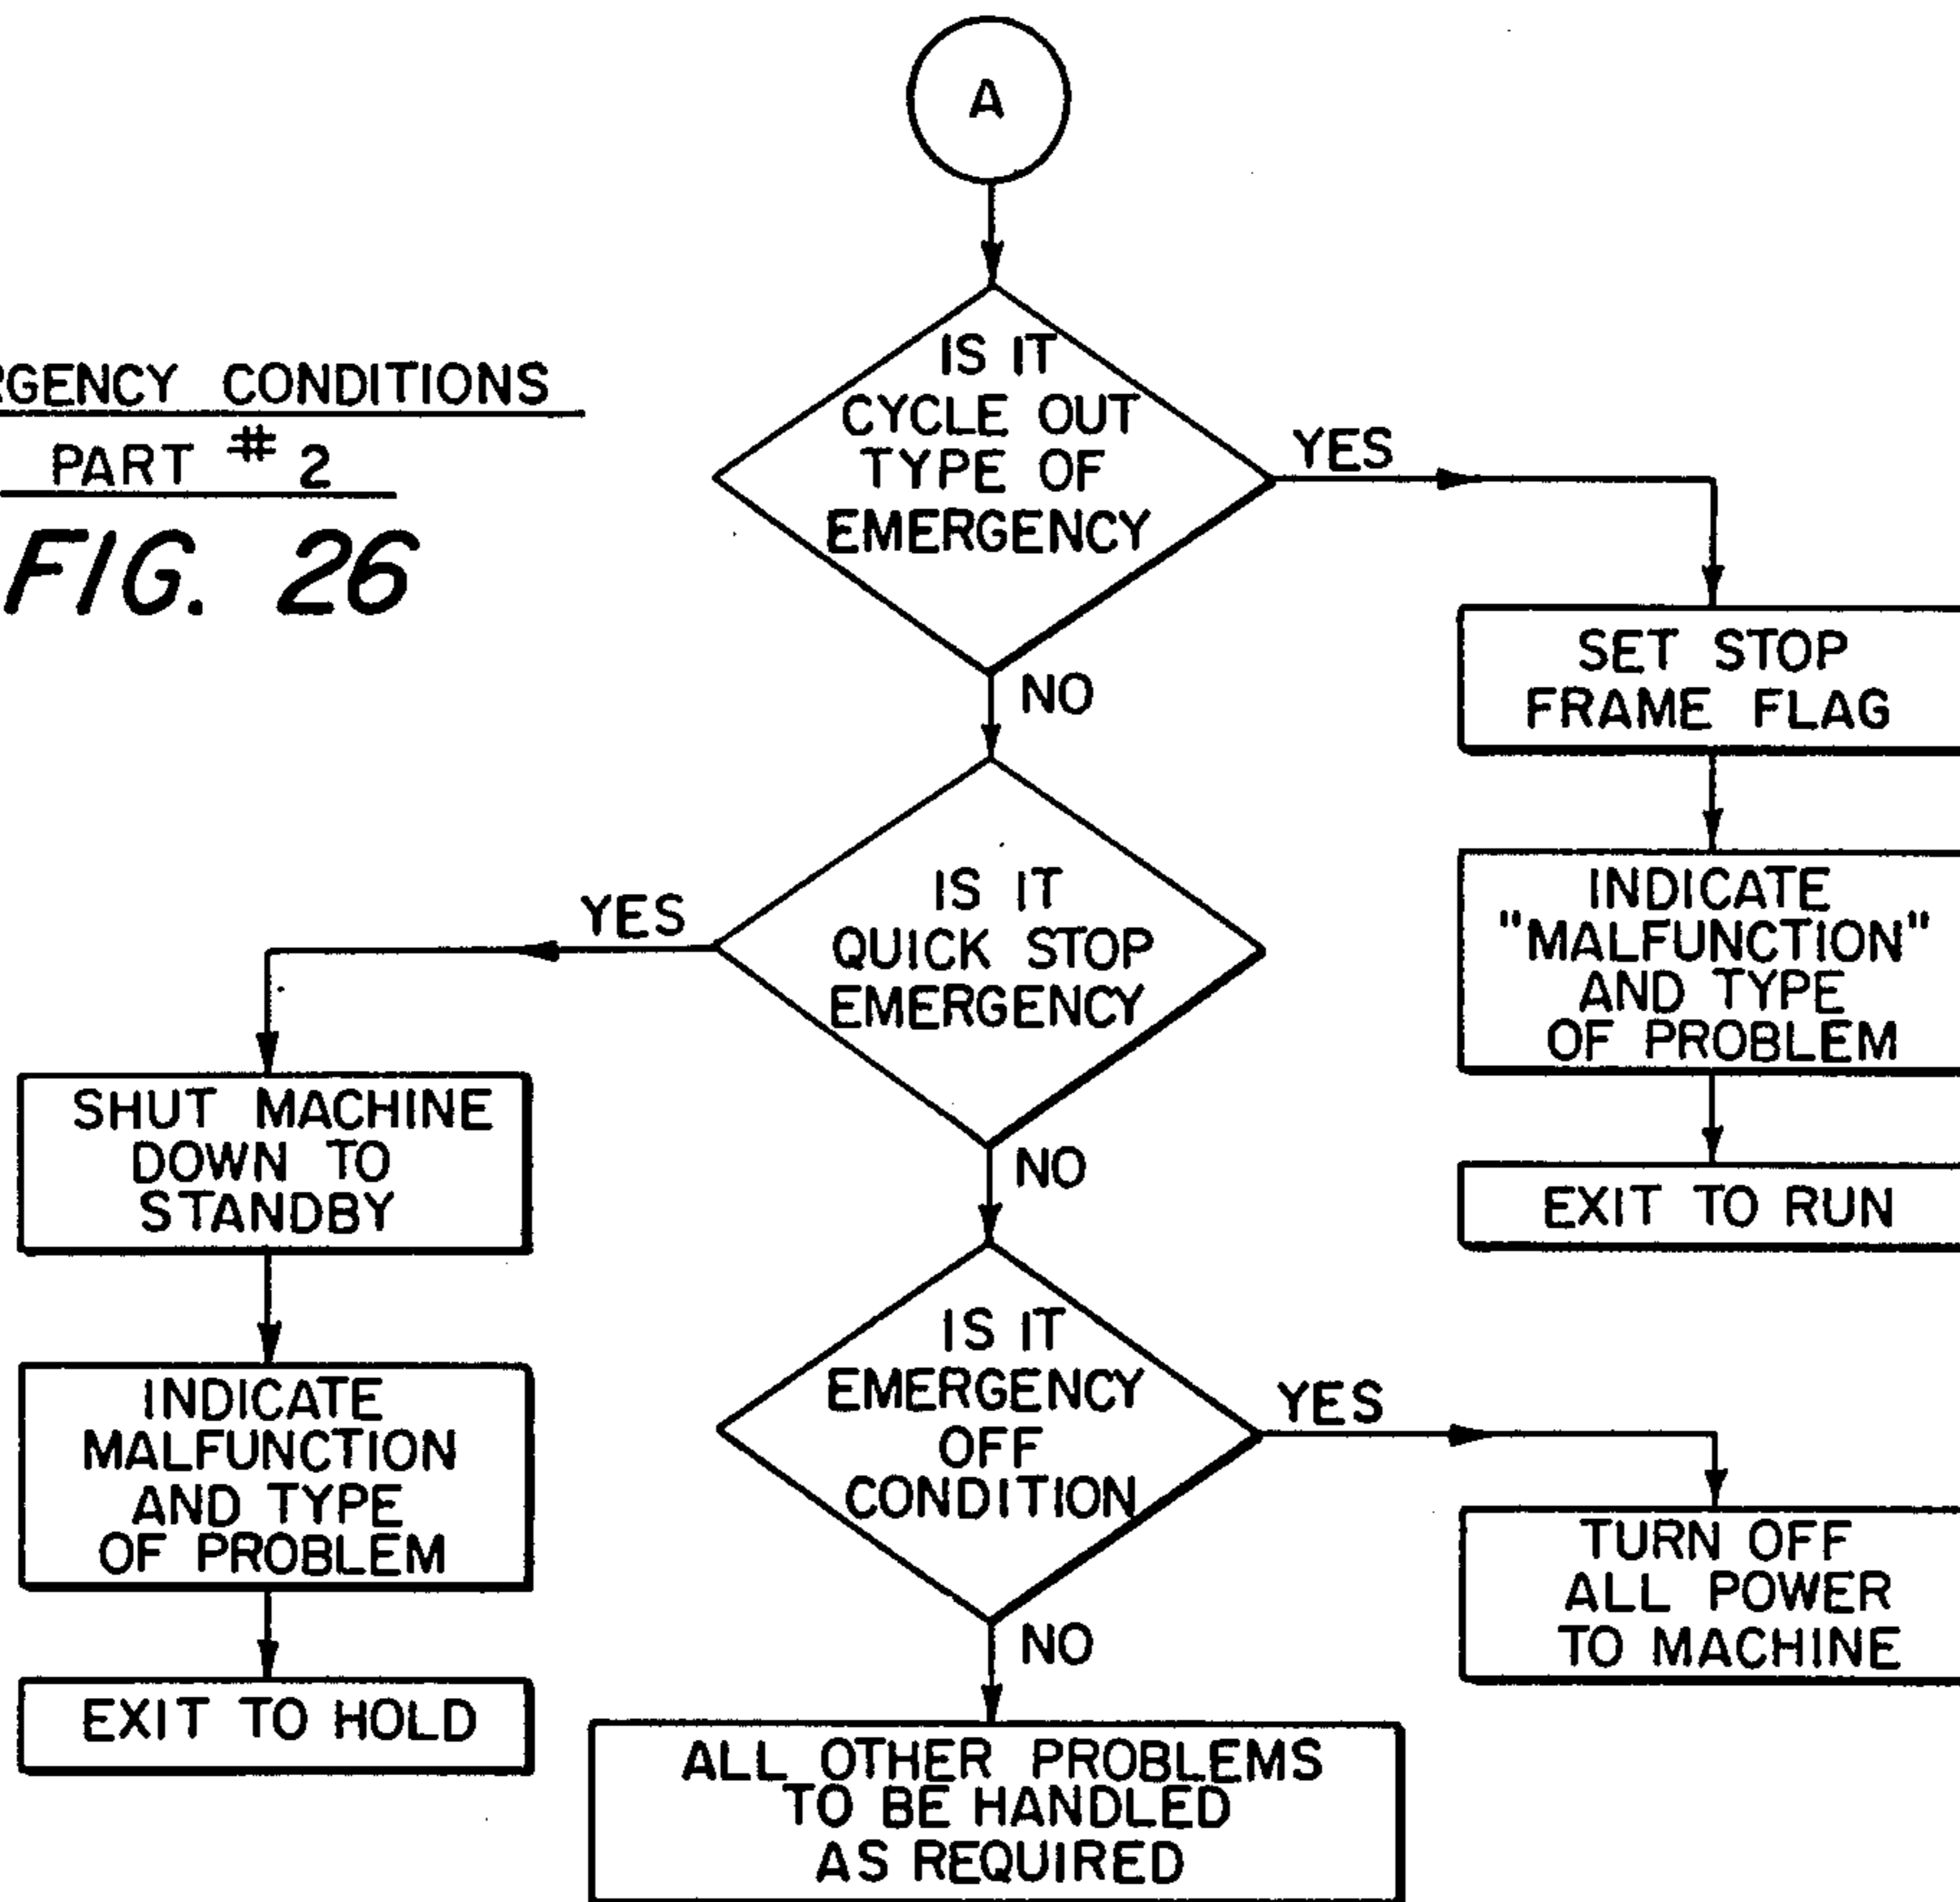 A
RGENCY CONDITIONS
PART # 2
FIG. 26
IS IT
CYCLE OUT
TYPE OF
EMERGENCY
YES
NO
SET STOP
FRAME FLAG
INDICATE
"MALFUNCTION"
AND TYPE
OF PROBLEM
EXIT TO RUN
IS IT
QUICK STOP
EMERGENCY
YES
NO
SHUT MACHINE
DOWN TO
STANDBY
INDICATE
MALFUNCTION
AND TYPE
OF PROBLEM
EXIT TO HOLD
IS IT
EMERGENCY
OFF
CONDITION
YES
NO
TURN OFF
ALL POWER
TO MACHINE
ALL OTHER PROBLEMS
TO BE HANDLED
AS REQUIRED